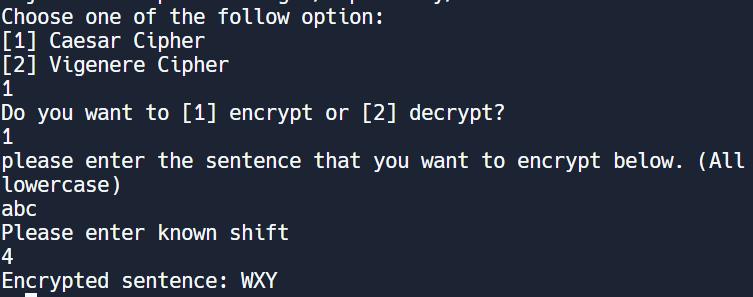 Choose one of the follow option:
[1] Caesar Cipher
[2] Vigenere Cipher
1
Do you want to [1] encrypt or [2] decrypt?
1
please enter the sentence that you want to encrypt below. (All
lowercase)
abc
Please enter known shift
4
Encrypted sentence: WXY